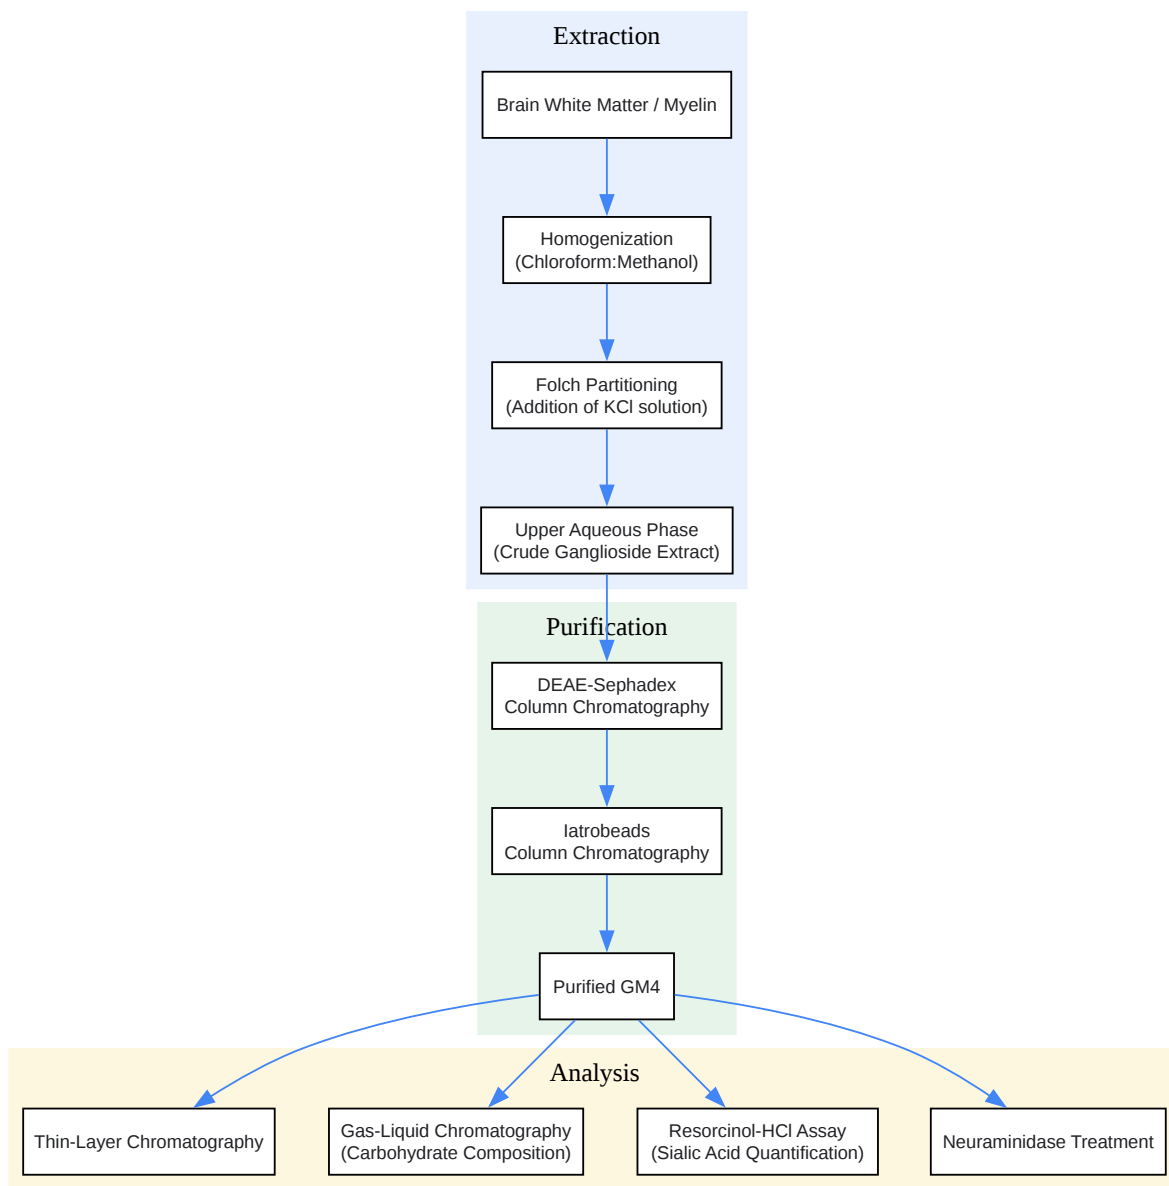 Extraction
Brain White Matter / Myelin
Homogenization
(Chloroform:Methanol)
Folch Partitioning
(Addition of KCl solution)
Upper Aqueous Phase
(Crude Ganglioside Extract)
Purification
DEAE-Sephadex
Column Chromatography
Iatrobeads
Column Chromatography
Purified GM4
Analysis
Thin-Layer Chromatography
Gas-Liquid Chromatography
(Carbohydrate Composition)
Resorcinol-HCl Assay
(Sialic Acid Quantification)
Neuraminidase Treatment